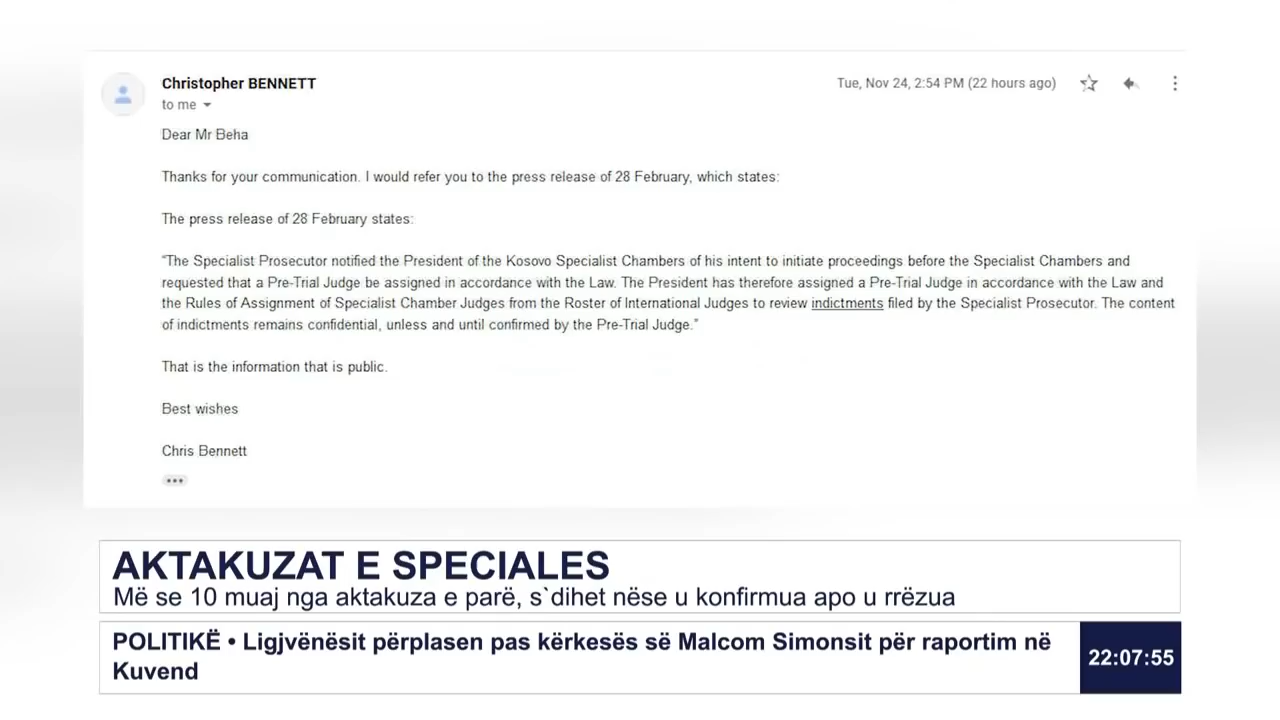 Christopher BENNETT
Tue, Nov 24, 2:54 PM (22 hours ago)
to me
Dear Mr Beha
Thanks for your communication. I would refer you to the press release of 28 February, which states:
The press release of 28 February states:
“The Specialist Prosecutor notified the President of the Kosovo Specialist Chambers of his intent to initiate proceedings before the Specialist Chambers and
requested that a Pre-Trial Judge be assigned in accordance with the Law. The President has therefore assigned a Pre-Trial Judge in accordance with the Law and
the Rules of Assignment of Specialist Chamber Judges from the Roster of International Judges to review indictments filed by the Specialist Prosecutor. The content
of indictments remains confidential, unless and until confirmed by the Pre-Trial Judge.”
That is the information that is public.
Best wishes
Chris Bennett
AKTAKUZAT E SPECIALES
Më se 10 muaj nga aktakuza e parë, s`dihet nëse u konfirmua apo u rrëzua
POLITIKË • Ligjvënësit përplasen pas kërkesës së Malcom Simonsit për raportim në
Kuvend
22:07:55